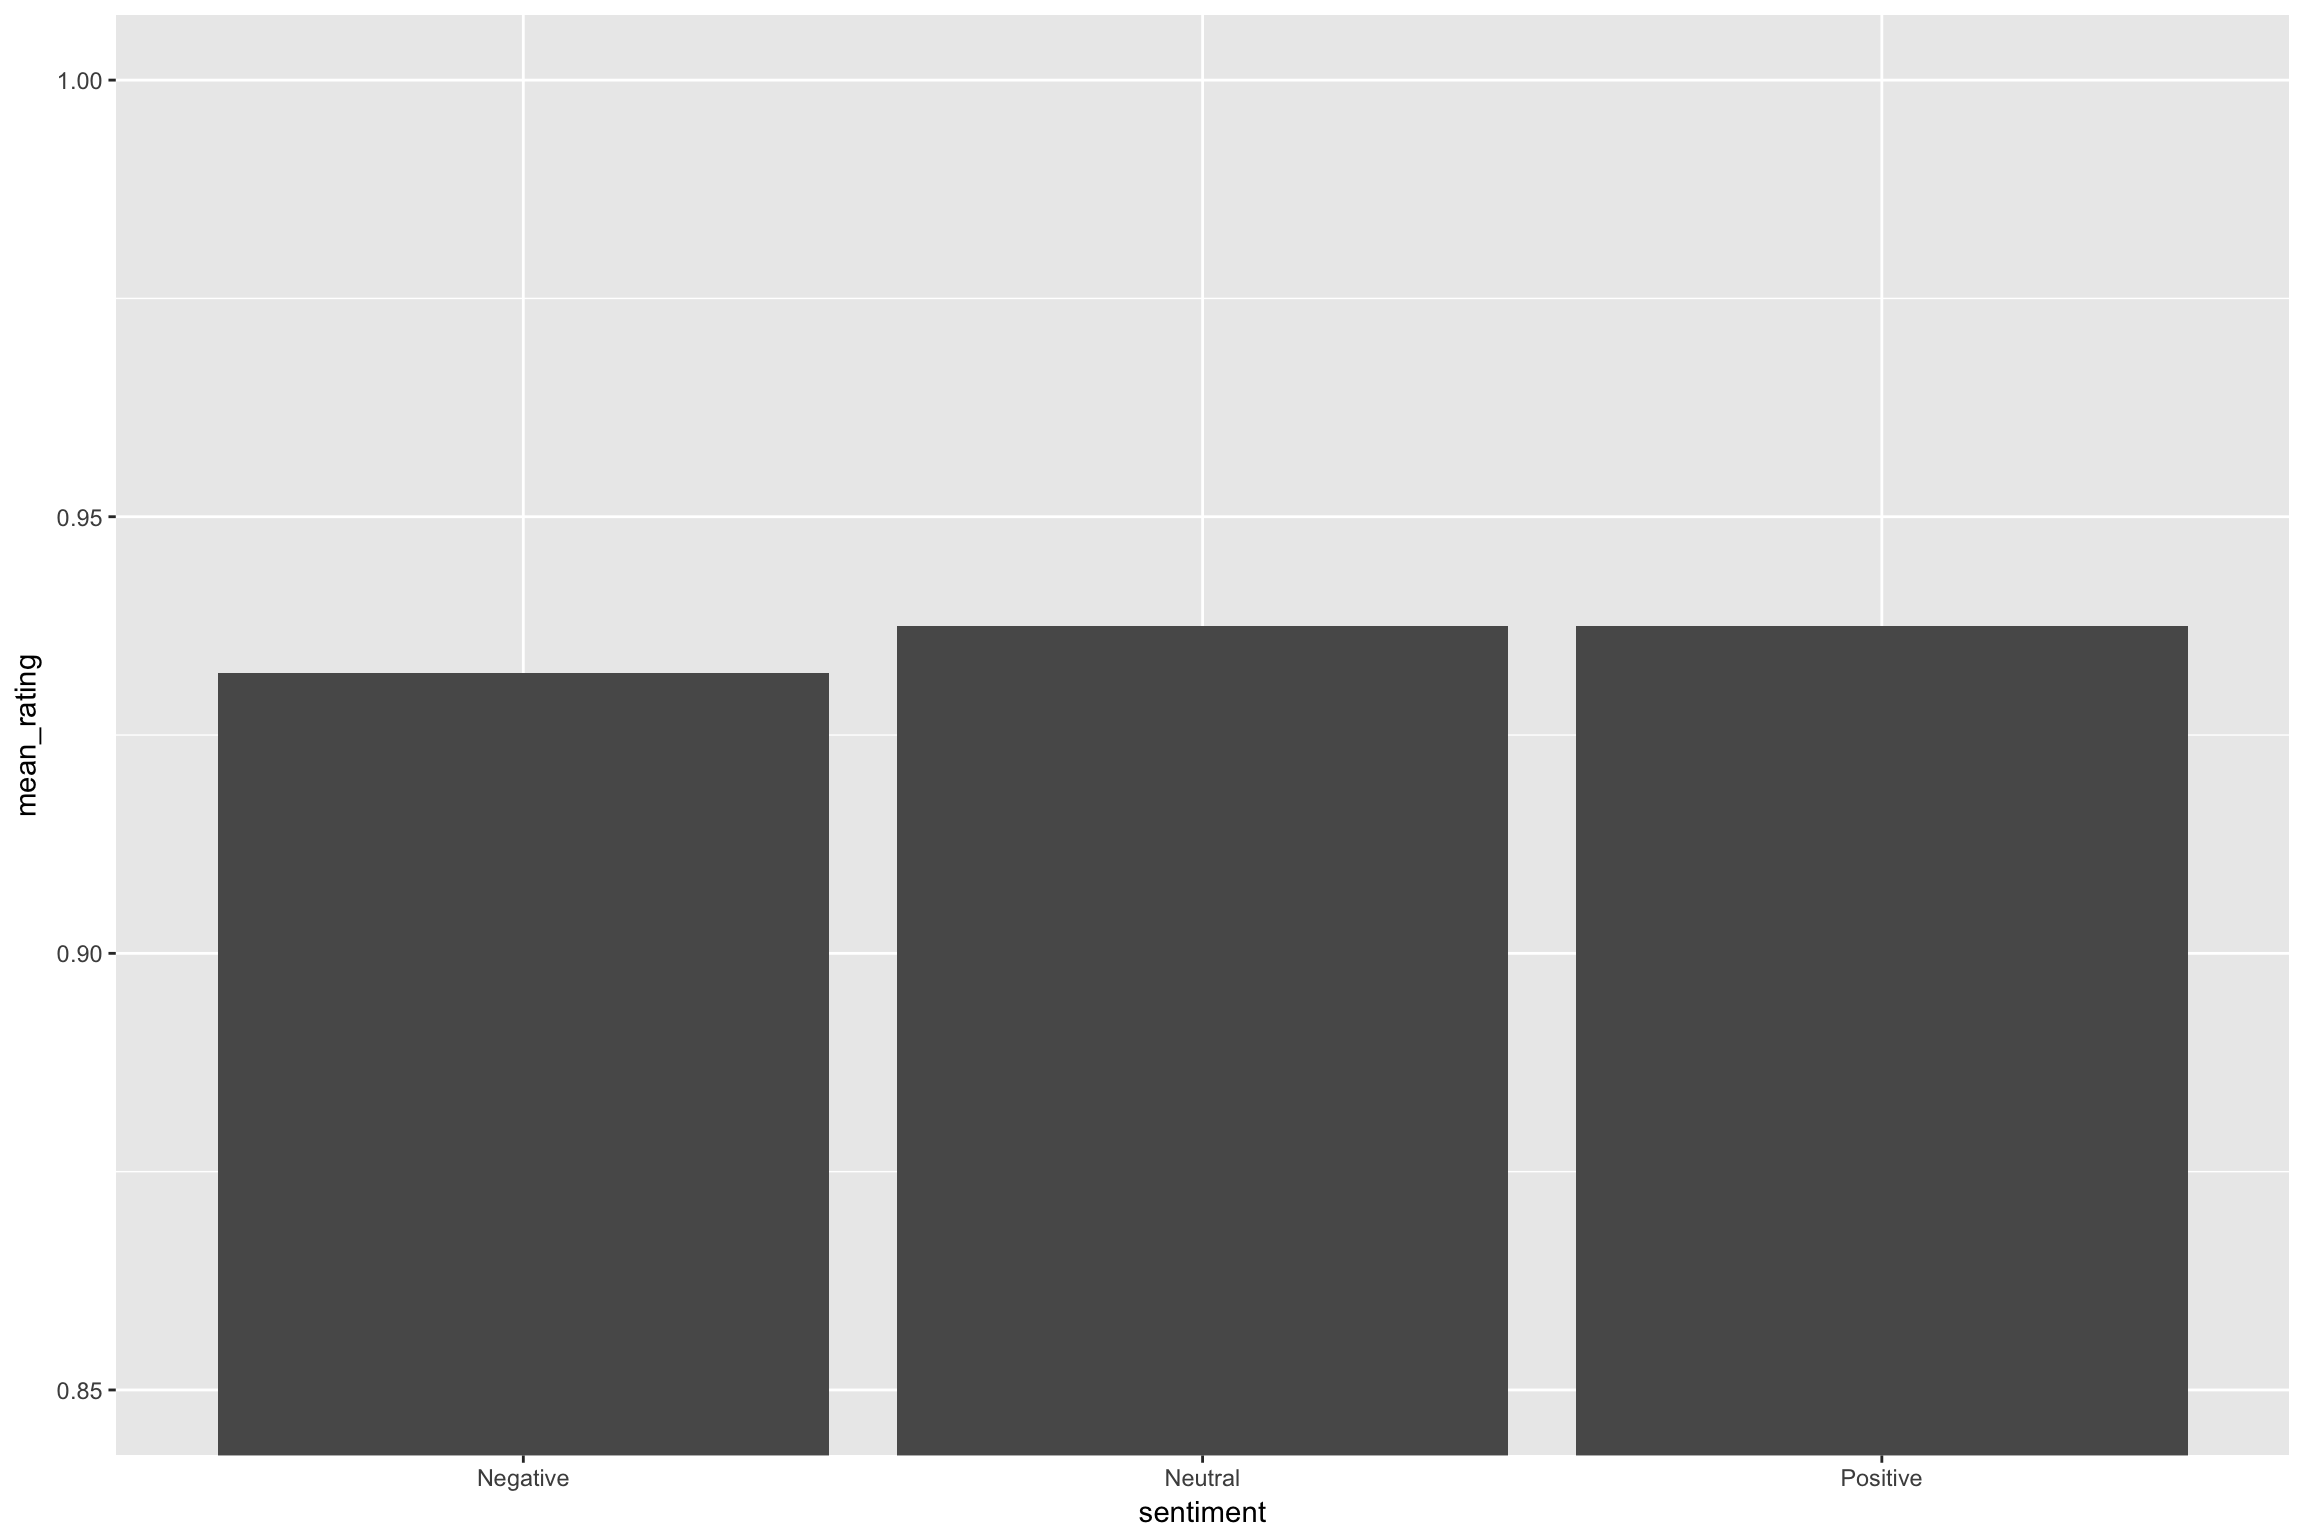 1.00
0.95
0.90
0.85
mean_rating
Negative
Neutral
Positive
sentiment